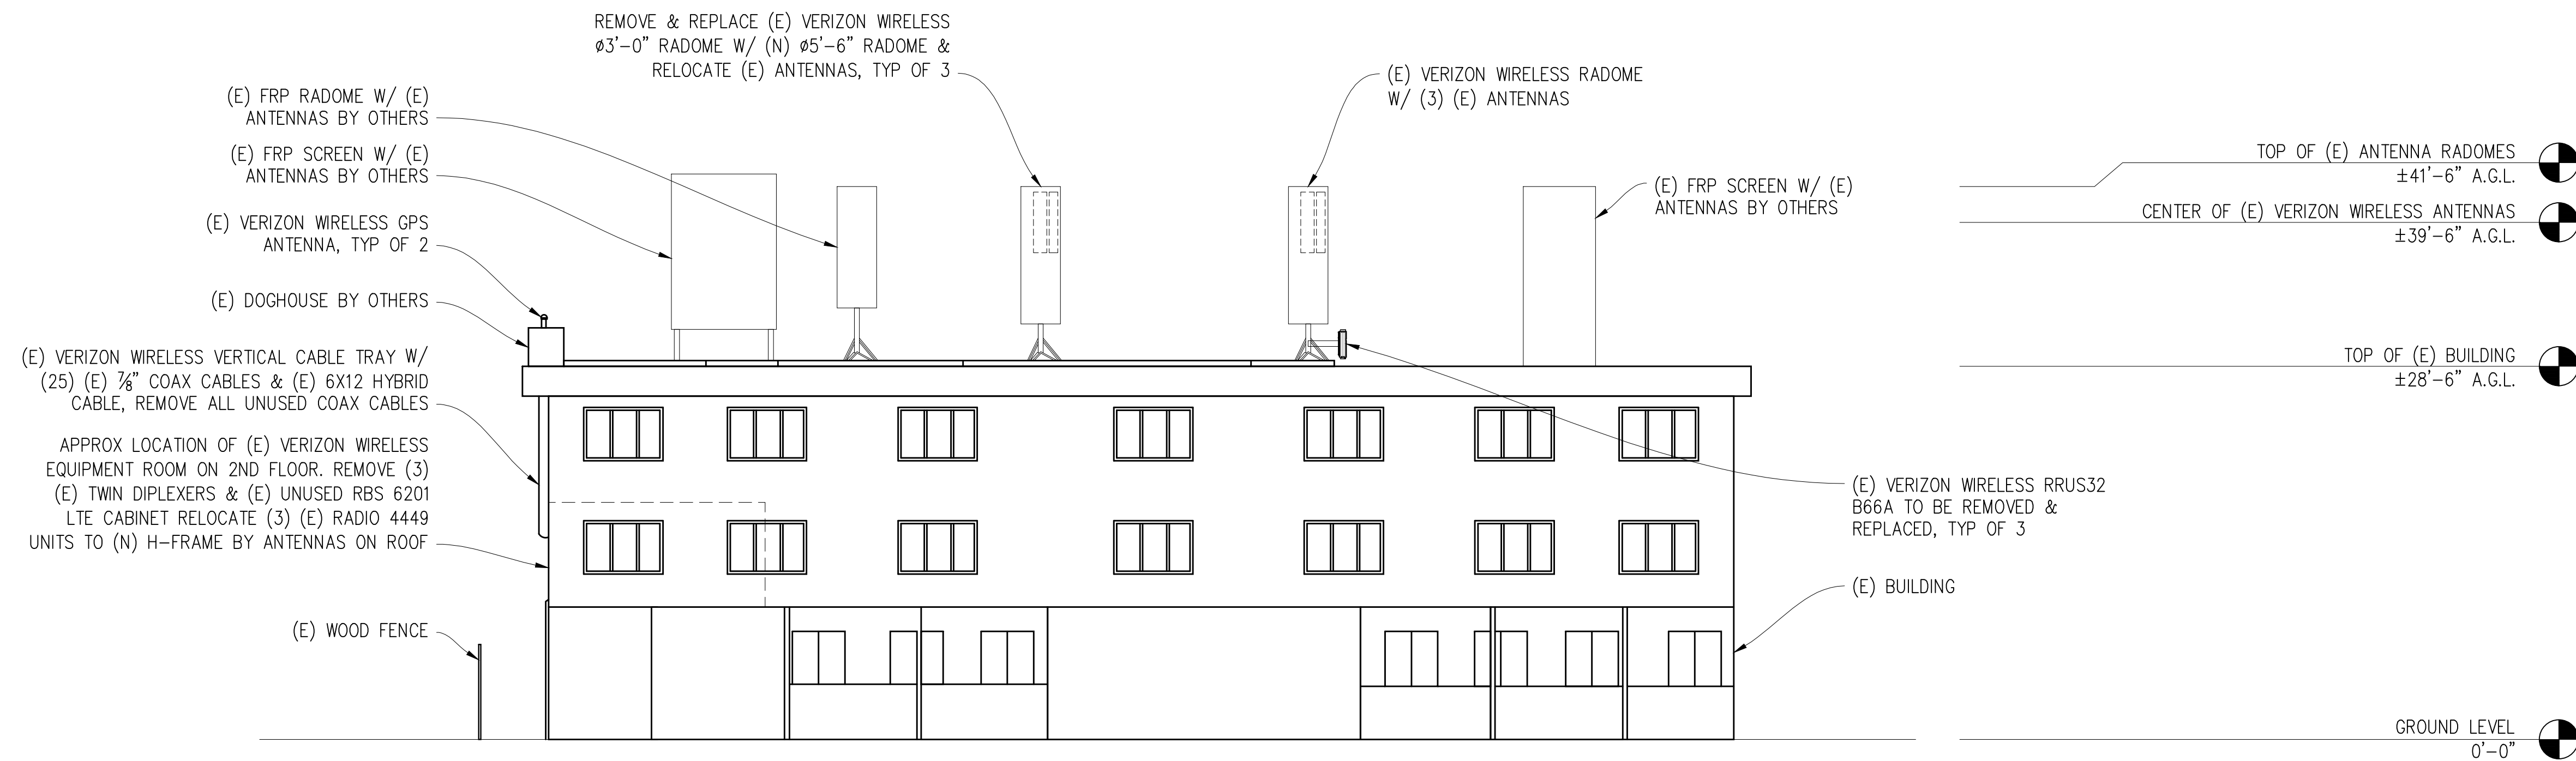 REMOVE & REPLACE (E) VERIZON WIRELESS
ø3'-0" RADOME W/ (N) ø5'-6" RADOME &
RELOCATE (E) ANTENNAS, TYP OF 3
(E) VERIZON WIRELESS RADOME
W/ (3) (E) ANTENNAS
(E) FRP RADOME W/ (E)
ANTENNAS BY OTHERS
(E) FRP SCREEN W/ (E)
ANTENNAS BY OTHERS
(E) VERIZON WIRELESS GPS
ANTENNA, TYP OF 2
(E) DOGHOUSE BY OTHERS
(E) VERIZON WIRELESS VERTICAL CABLE TRAY W/
(25) (E) ⅞" COAX CABLES & (E) 6X12 HYBRID
CABLE, REMOVE ALL UNUSED COAX CABLES
APPROX LOCATION OF (E) VERIZON WIRELESS
EQUIPMENT ROOM ON 2ND FLOOR. REMOVE (3)
(E) TWIN DIPLEXERS & (E) UNUSED RBS 6201
LTE CABINET RELOCATE (3) (E) RADIO 4449
UNITS TO (N) H-FRAME BY ANTENNAS ON ROOF
(E) WOOD FENCE
(E) FRP SCREEN W/ (E)
ANTENNAS BY OTHERS
(E) VERIZON WIRELESS RRUS32
B66A TO BE REMOVED &
REPLACED, TYP OF 3
(E) BUILDING
TOP OF (E) ANTENNA RADOMES
±41'-6" A.G.L.
CENTER OF (E) VERIZON WIRELESS ANTENNAS
±39'-6" A.G.L.
TOP OF (E) BUILDING
±28'-6" A.G.L.
GROUND LEVEL
0'-0"